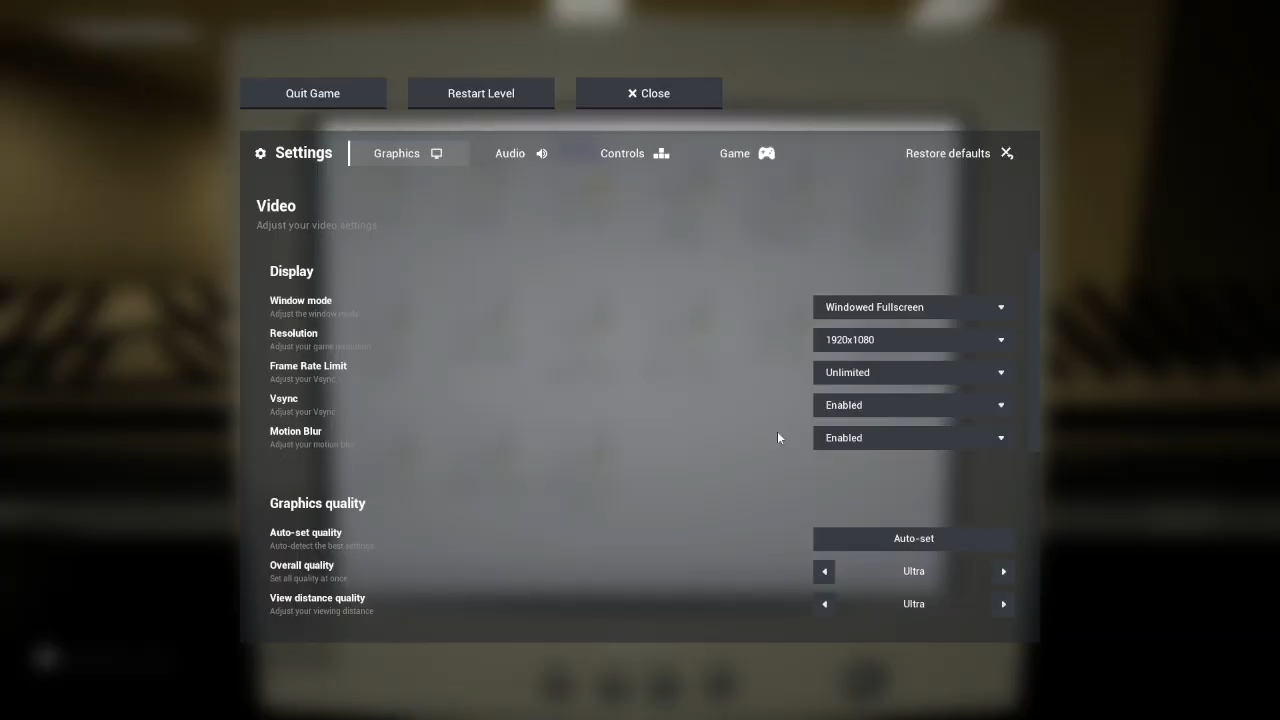 Quit Game
Restart Level
Close
Settings
Graphics
Audio
Controls
Game
Restore defaults
Video
Adjust your video settings
Display
Window mode
Adjust the window mode
Windowed Fullscreen
Resolution
Adjust your game resolution
1920x1080
Frame Rate Limit
Adjust your Vsync
Unlimited
Vsync
Adjust your Vsync
Enabled
Motion Blur
Adjust your motion blur
Enabled
Graphics quality
Auto-set quality
Auto-detect the best settings
Auto-set
Overall quality
Set all quality at once
Ultra
View distance quality
Adjust your viewing distance
Ultra